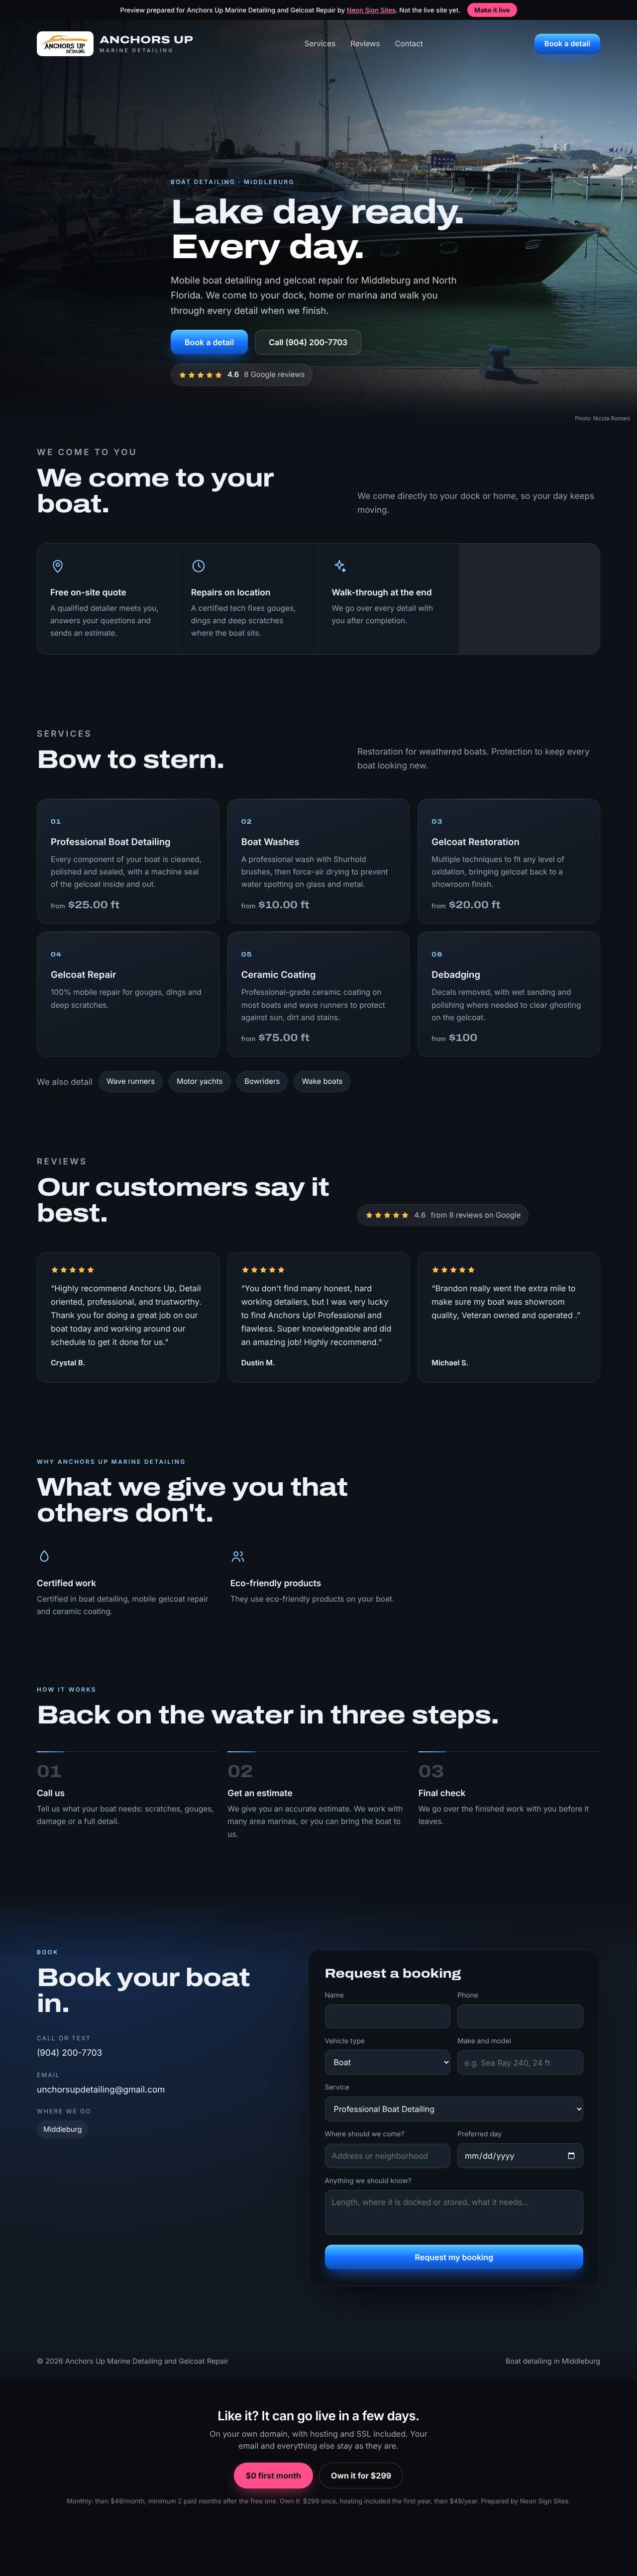 Preview prepared for Anchors Up Marine Detailing and Gelcoat Repair by Neon Sign Sites. Not the live site yet. Make it live
ANCHORS UP
DETAILING
ANCHORS UP
MARINE DETAILING
Services Reviews Contact
Book a detail
BOAT DETAILING · MIDDLEBURG
Lake day ready.
Every day.
Mobile boat detailing and gelcoat repair for Middleburg and North
Florida. We come to your dock, home or marina and walk you
through every detail when we finish.
Book a detail
Call (904) 200-7703
4.6 8 Google reviews
Photo: Nicola Romani
WE COME TO YOU
We come to your
boat.
We come directly to your dock or home, so your day keeps
moving.
Free on-site quote
A qualified detailer meets you,
answers your questions and
sends an estimate.
Repairs on location
A certified tech fixes gouges,
dings and deep scratches
where the boat sits.
Walk-through at the end
We go over every detail with
you after completion.
SERVICES
Bow to stern.
Restoration for weathered boats. Protection to keep every
boat looking new.
01
Professional Boat Detailing
Every component of your boat is cleaned,
polished and sealed, with a machine seal
of the gelcoat inside and out.
from $25.00 ft
02
Boat Washes
A professional wash with Shurhold
brushes, then force-air drying to prevent
water spotting on glass and metal.
from $10.00 ft
03
Gelcoat Restoration
Multiple techniques to fit any level of
oxidation, bringing gelcoat back to a
showroom finish.
from $20.00 ft
04
Gelcoat Repair
100% mobile repair for gouges, dings and
deep scratches.
05
Ceramic Coating
Professional-grade ceramic coating on
most boats and wave runners to protect
against sun, dirt and stains.
from $75.00 ft
06
Debadging
Decals removed, with wet sanding and
polishing where needed to clear ghosting
on the gelcoat.
from $100
We also detail Wave runners Motor yachts Bowriders Wake boats
REVIEWS
Our customers say it
best.
4.6 from 8 reviews on Google
“Highly recommend Anchors Up, Detail
oriented, professional, and trustworthy.
Thank you for doing a great job on our
boat today and working around our
schedule to get it done for us.”
Crystal B.
“You don't find many honest, hard
working detailers, but I was very lucky
to find Anchors Up! Professional and
flawless. Super knowledgeable and did
an amazing job! Highly recommend.”
Dustin M.
“Brandon really went the extra mile to
make sure my boat was showroom
quality, Veteran owned and operated .”
Michael S.
WHY ANCHORS UP MARINE DETAILING
What we give you that
others don't.
Certified work
Certified in boat detailing, mobile gelcoat repair
and ceramic coating.
Eco-friendly products
They use eco-friendly products on your boat.
HOW IT WORKS
Back on the water in three steps.
01
Call us
Tell us what your boat needs: scratches, gouges,
damage or a full detail.
02
Get an estimate
We give you an accurate estimate. We work with
many area marinas, or you can bring the boat to
us.
03
Final check
We go over the finished work with you before it
leaves.
BOOK
Book your boat
in.
CALL OR TEXT
(904) 200-7703
EMAIL
unchorsupdetailing@gmail.com
WHERE WE GO
Middleburg
Request a booking
Name
Phone
Vehicle type
Make and model
Boat
e.g. Sea Ray 240, 24 ft
Service
Professional Boat Detailing
Where should we come?
Preferred day
Address or neighborhood
mm/dd/yyyy
Anything we should know?
Length, where it is docked or stored, what it needs...
Request my booking
© 2026 Anchors Up Marine Detailing and Gelcoat Repair
Boat detailing in Middleburg
Like it? It can go live in a few days.
On your own domain, with hosting and SSL included. Your
email and everything else stay as they are.
$0 first month
Own it for $299
Monthly: then $49/month, minimum 2 paid months after the free one. Own it: $299 once, hosting included the first year, then $49/year. Prepared by Neon Sign Sites.